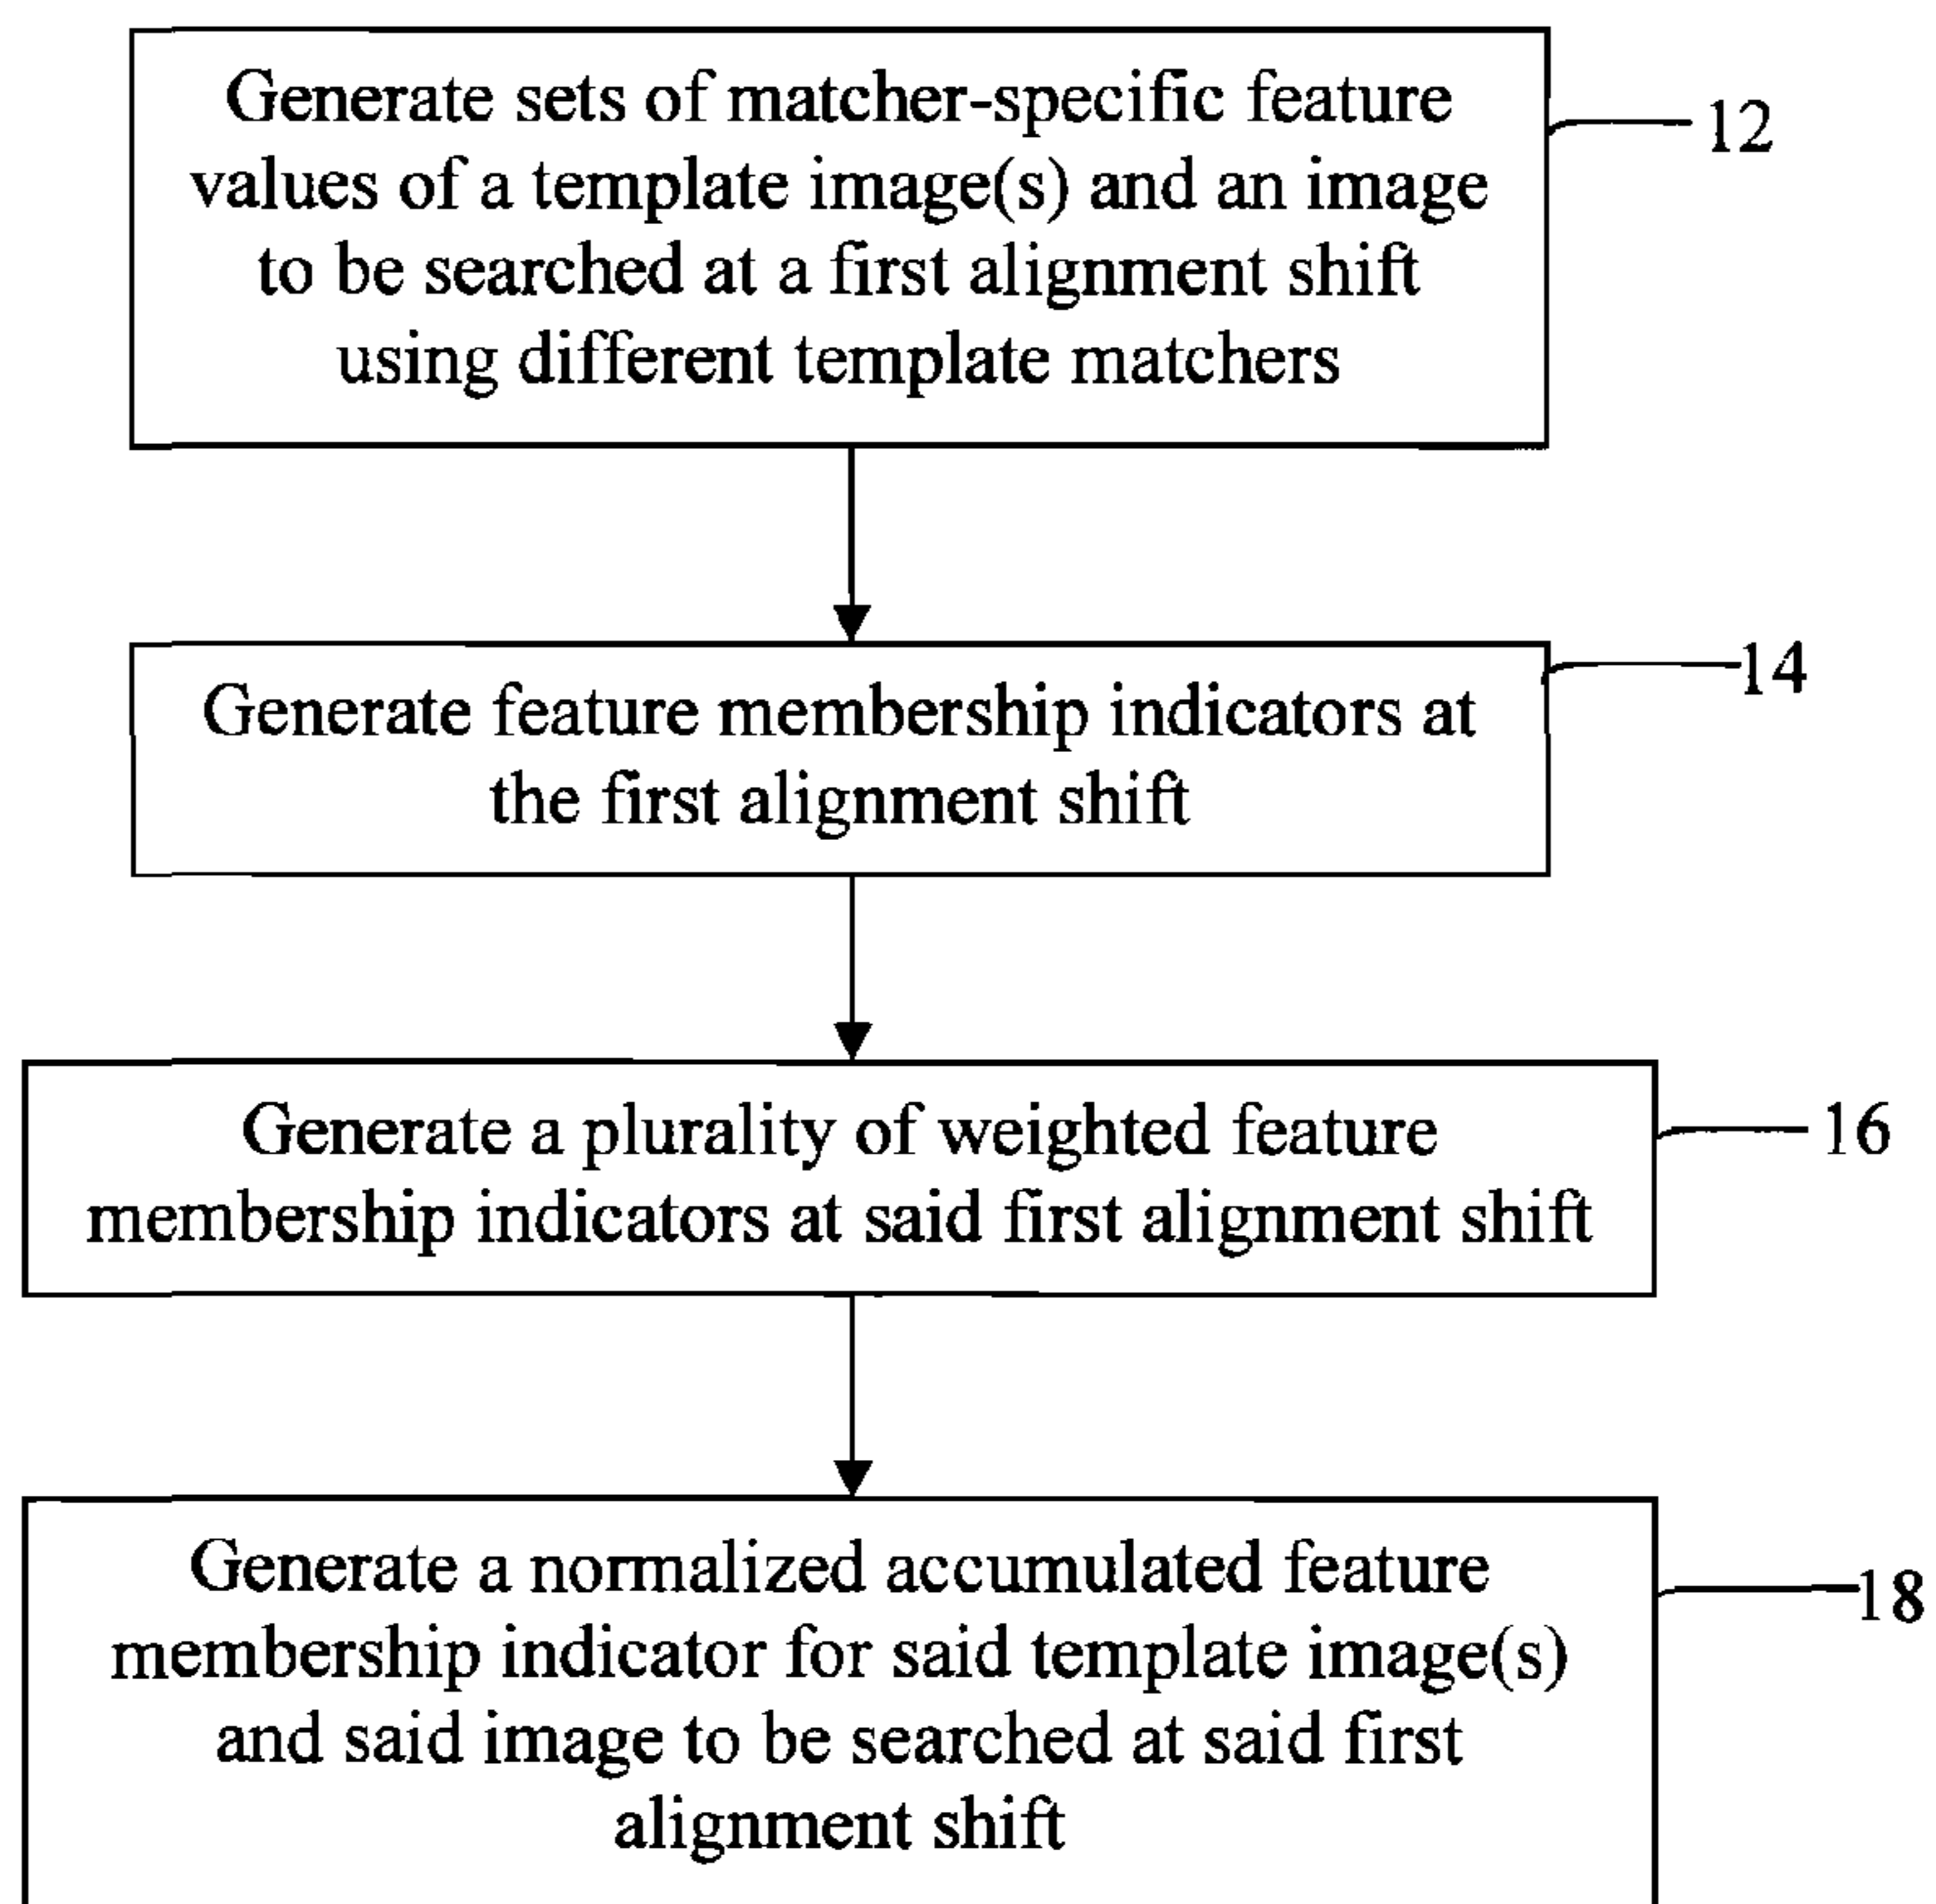 Generate sets of matcher-specific feature
values of a template image(s) and an image
to be searched at a first alignment shift
using different template matchers
12
Generate feature membership indicators at
the first alignment shift
14
Generate a plurality of weighted feature
membership indicators at said first alignment shift
16
Generate a normalized accumulated feature
membership indicator for said template image(s)
and said image to be searched at said first
alignment shift
18